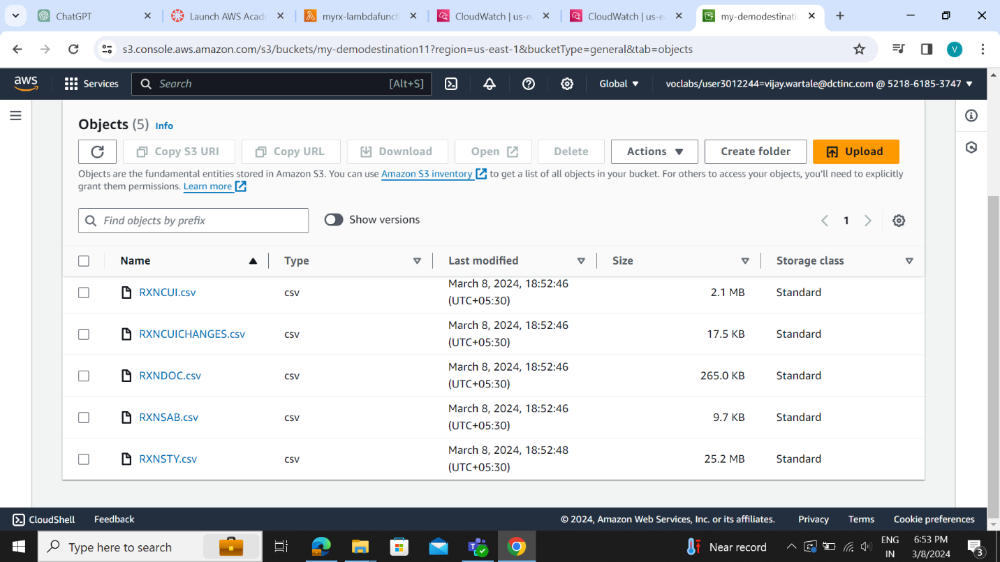 ChatGPT
Launch AWS Acade
myrx-lambdafuncti
CloudWatch | us-ea
CloudWatch | us-ea
my-demodestinatio
s3.console.aws.amazon.com/s3/buckets/my-demodestination11?region=us-east-1&bucketType=general&tab=objects
V
aws
Services
Search
[Alt+S]
Global
voclabs/user3012244=vijay.wartale@dctinc.com @ 5218-6185-3747
Objects (5) Info
Copy S3 URI
Copy URL
Download
Open
Delete
Actions
Create folder
Upload
Objects are the fundamental entities stored in Amazon S3. You can use Amazon S3 inventory to get a list of all objects in your bucket. For others to access your objects, you'll need to explicitly
grant them permissions. Learn more
Find objects by prefix
Show versions
1
Name
Type
Last modified
Size
Storage class
RXNCUI.csv csv March 8, 2024, 18:52:46 2.1 MB Standard
(UTC+05:30)
RXNCUICHANGES.csv csv March 8, 2024, 18:52:46 17.5 KB Standard
(UTC+05:30)
RXNDOC.csv csv March 8, 2024, 18:52:46 265.0 KB Standard
(UTC+05:30)
RXNSAB.csv csv March 8, 2024, 18:52:46 9.7 KB Standard
(UTC+05:30)
RXNSTY.csv csv March 8, 2024, 18:52:48 25.2 MB Standard
(UTC+05:30)
CloudShell
Feedback
© 2024, Amazon Web Services, Inc. or its affiliates.
Privacy
Terms
Cookie preferences
Type here to search
Near record
ENG
IN
6:53 PM
3/8/2024
3